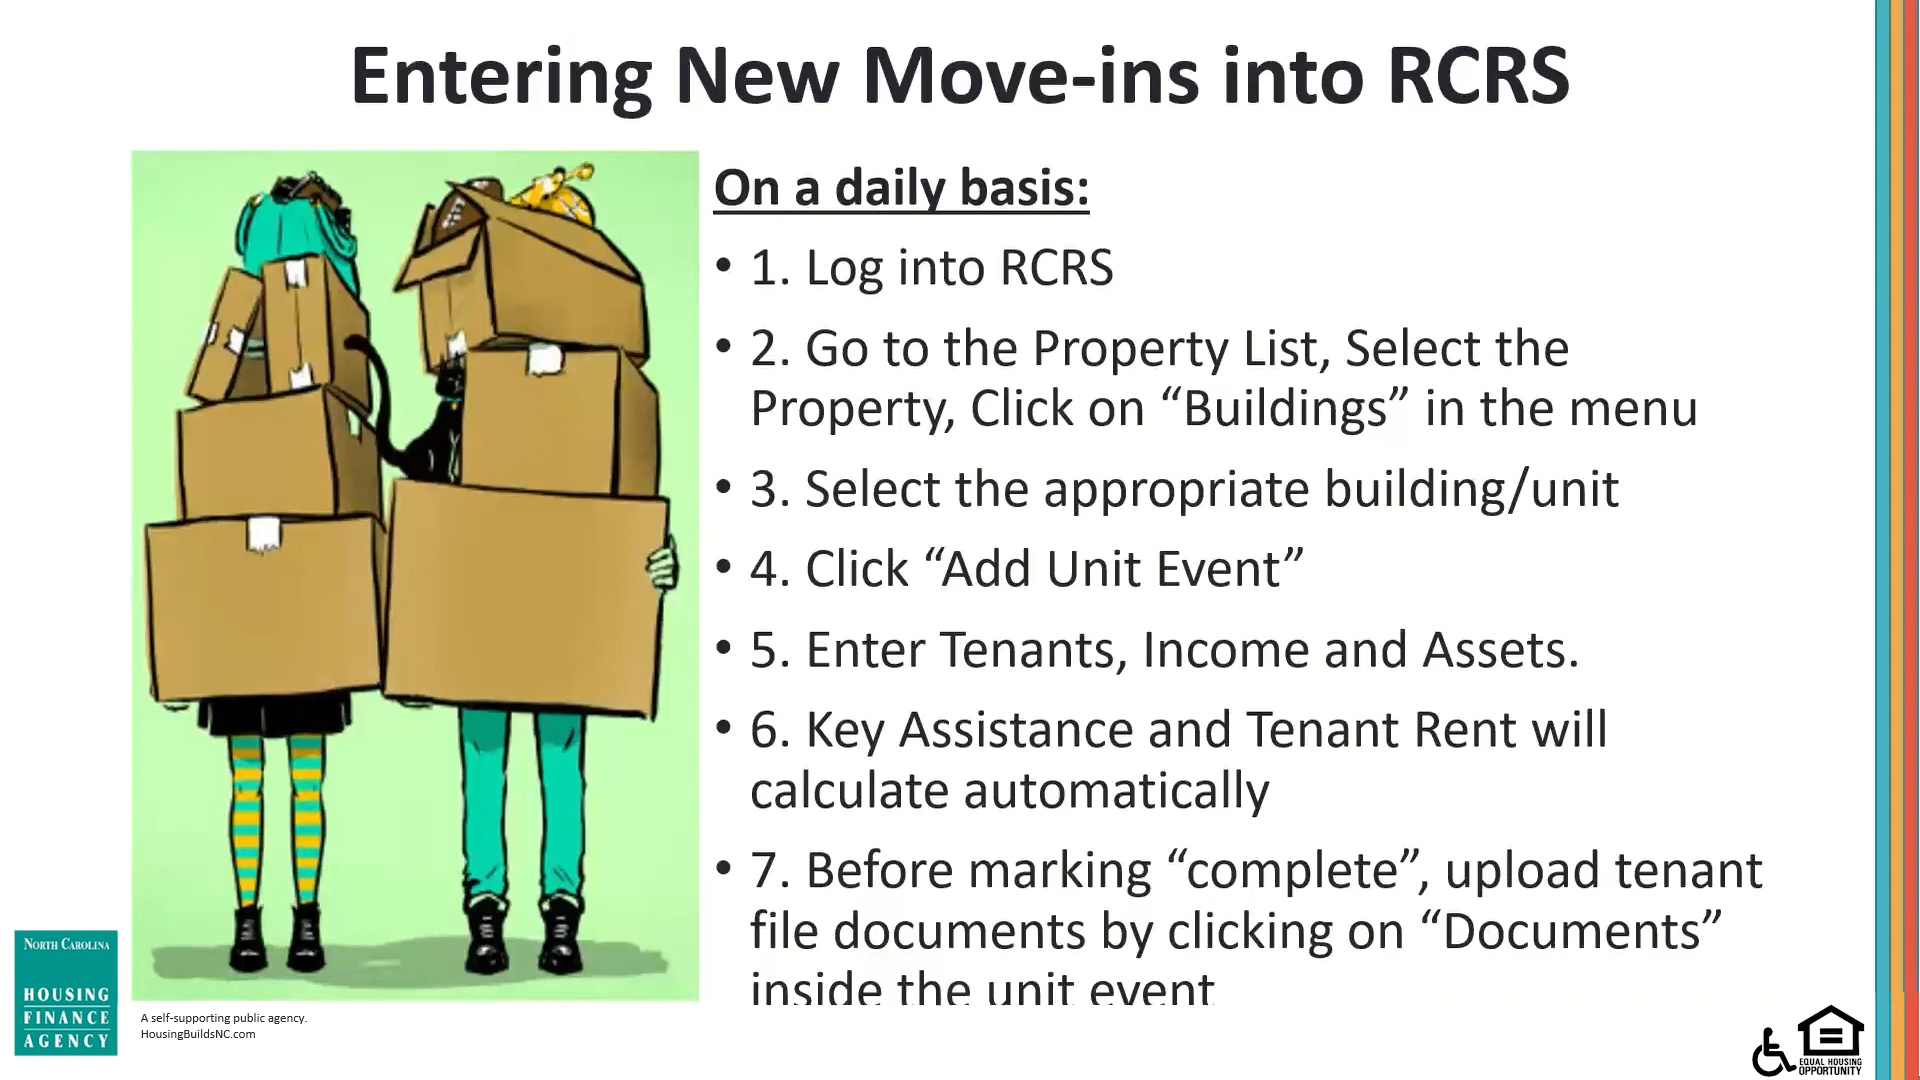 Entering New Move-ins into RCRS
On a daily basis:
• 1. Log into RCRS
• 2. Go to the Property List, Select the
Property, Click on “Buildings” in the menu
• 3. Select the appropriate building/unit
• 4. Click “Add Unit Event”
• 5. Enter Tenants, Income and Assets.
• 6. Key Assistance and Tenant Rent will
calculate automatically
• 7. Before marking “complete”, upload tenant
file documents by clicking on “Documents”
inside the unit event
NORTH CAROLINA
HOUSING
FINANCE
AGENCY
A self-supporting public agency.
HousingBuildsNC.com
EQUAL HOUSING
OPPORTUNITY